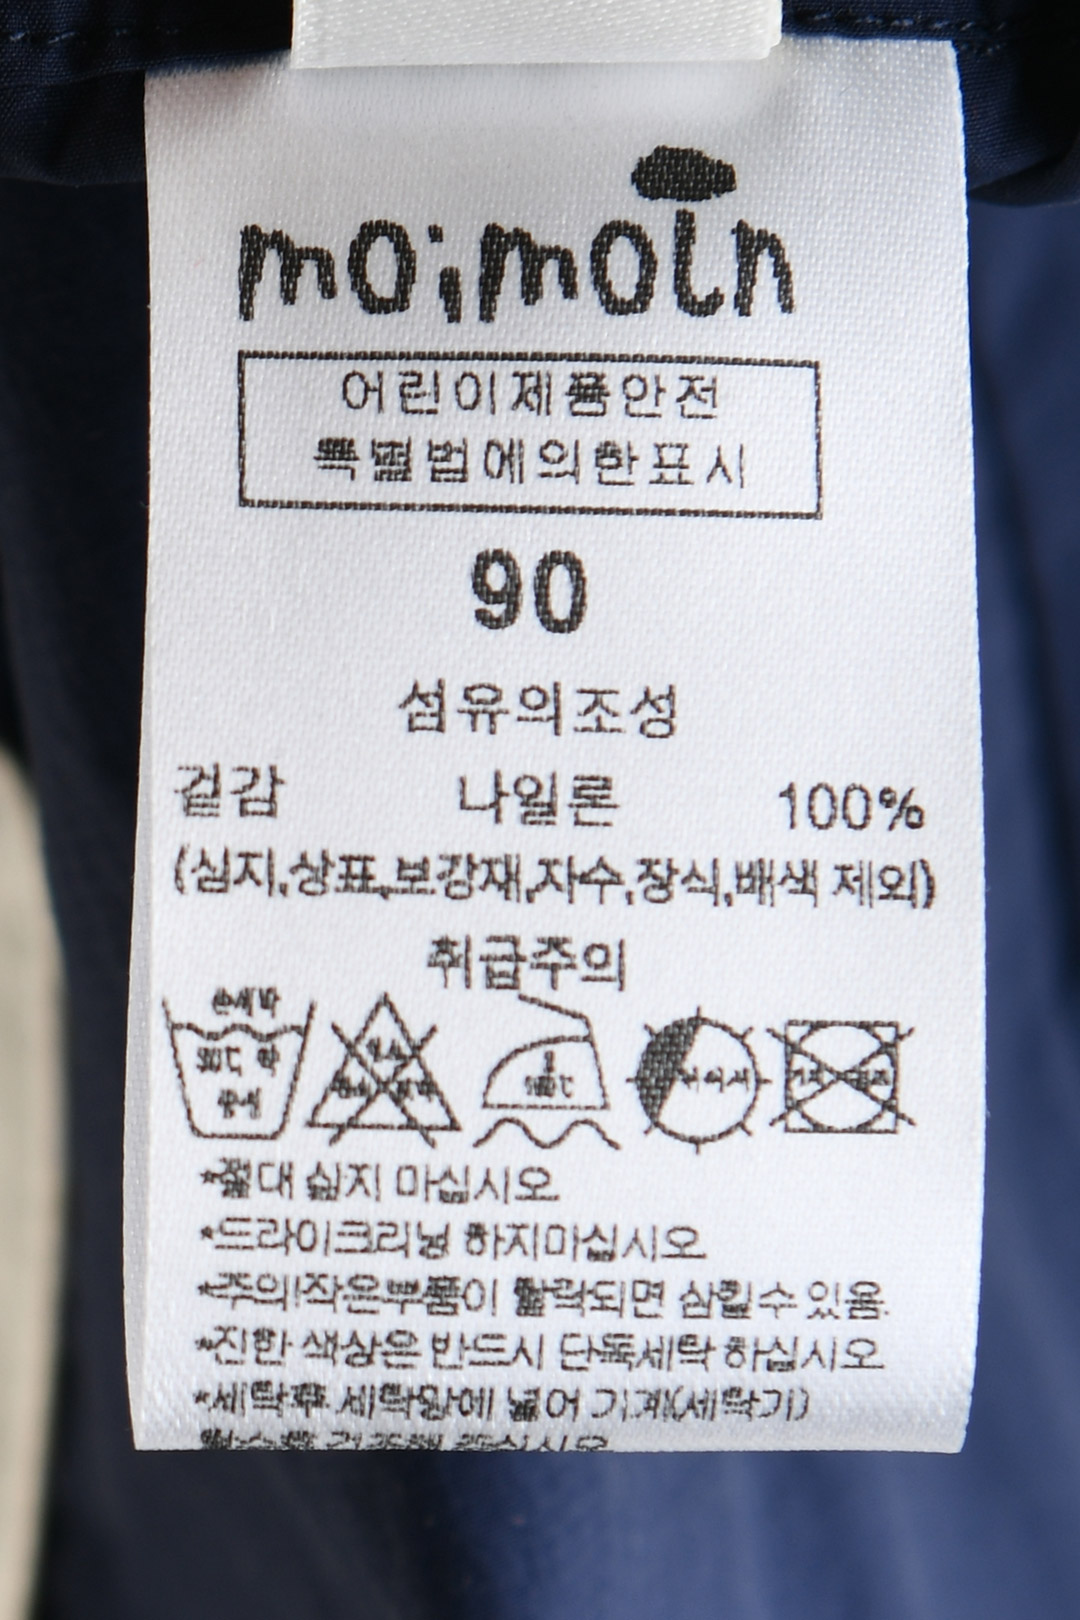 moimoln
어린이제품안전
특별법에의한표시
90
섬유의조성
겉감 나일론 100%
(심지,상표,보강재,자수,장식,배색 제외)
취급주의
손세탁
중성
*절대 삶지 마십시오
*드라이크리닝 하지마십시오
*주의!작은부품이 탈락되면 삼킬수 있음.
*진한 색상은 반드시 단독세탁 하십시오
*세탁후 세탁망에 넣어 기계(세탁기)